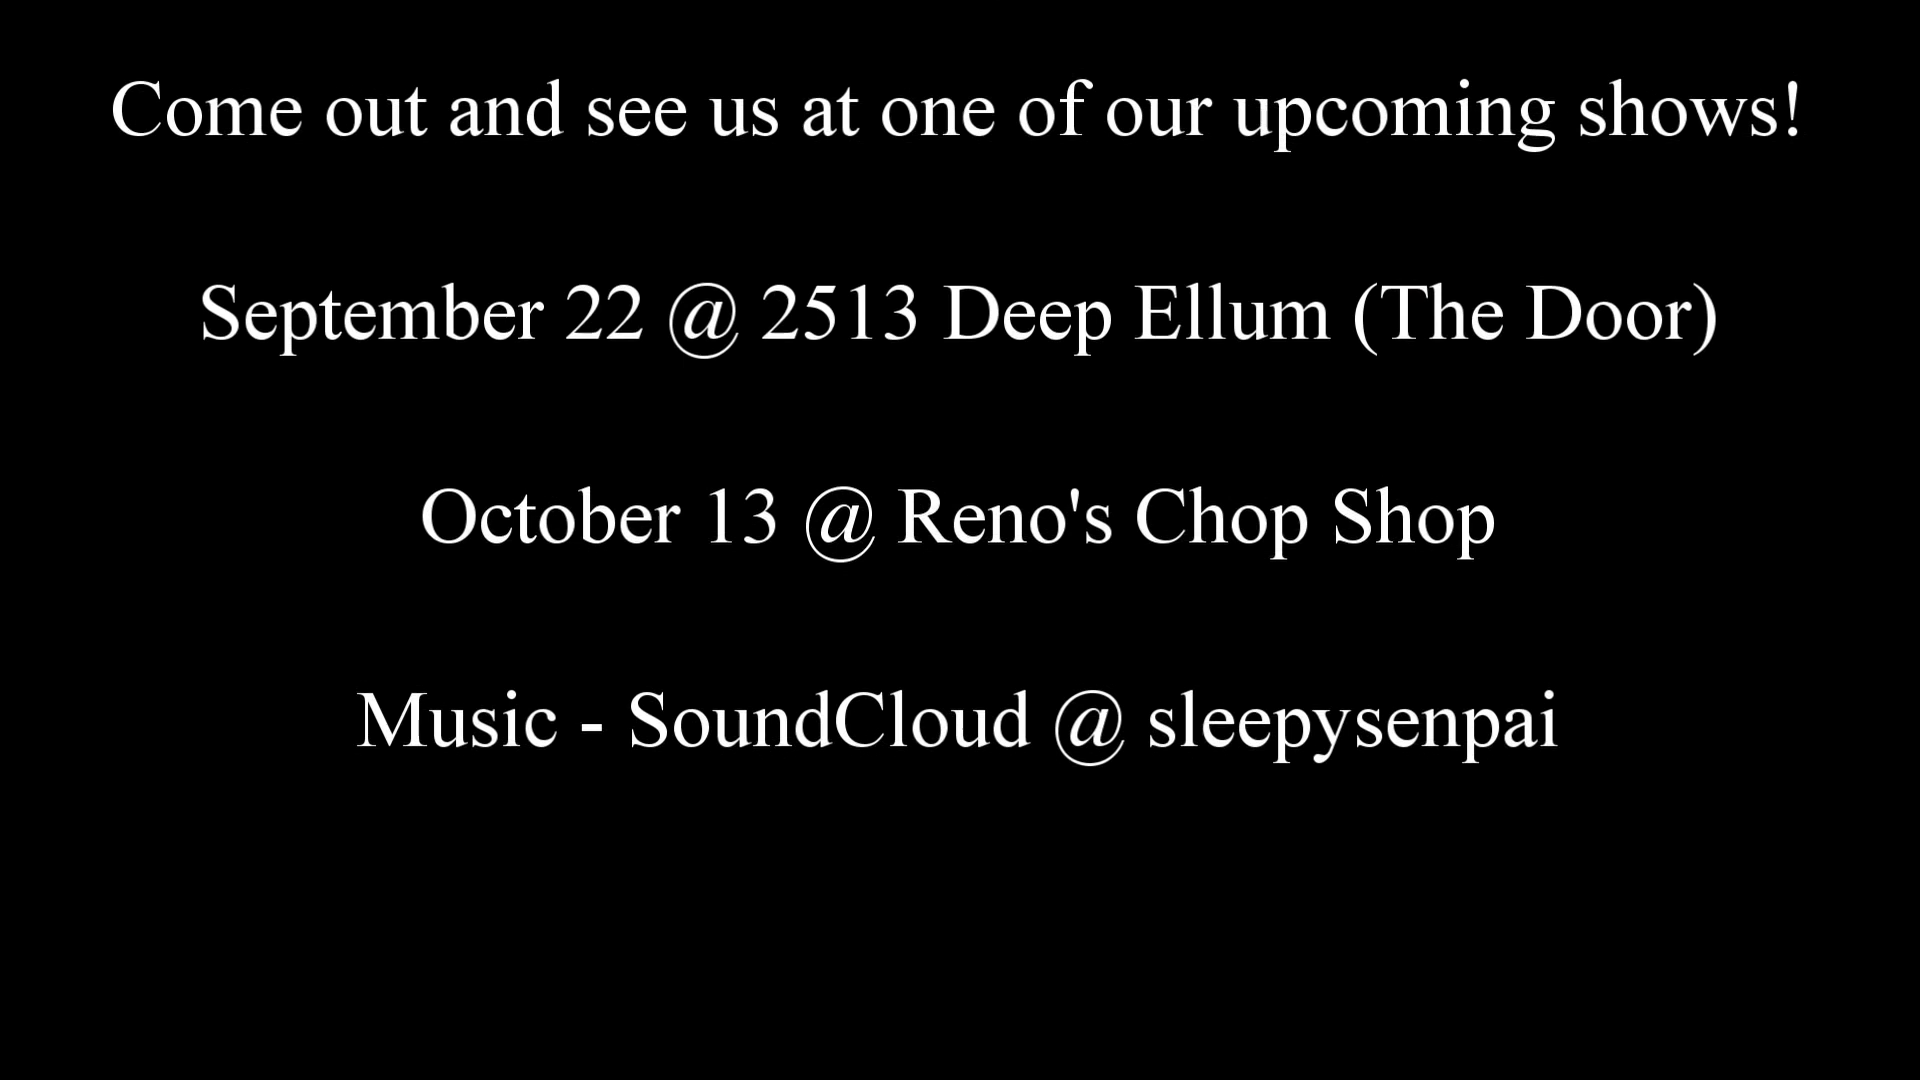 Come out and see us at one of our upcoming shows!
September 22 @ 2513 Deep Ellum (The Door)
October 13 @ Reno's Chop Shop
Music - SoundCloud @ sleepysenpai